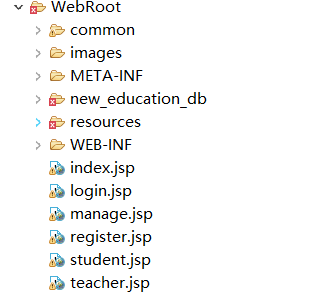 WebRoot
common
images
META-INF
new_education_db
resources
WEB-INF
index.jsp
login.jsp
manage.jsp
register.jsp
student.jsp
teacher.jsp